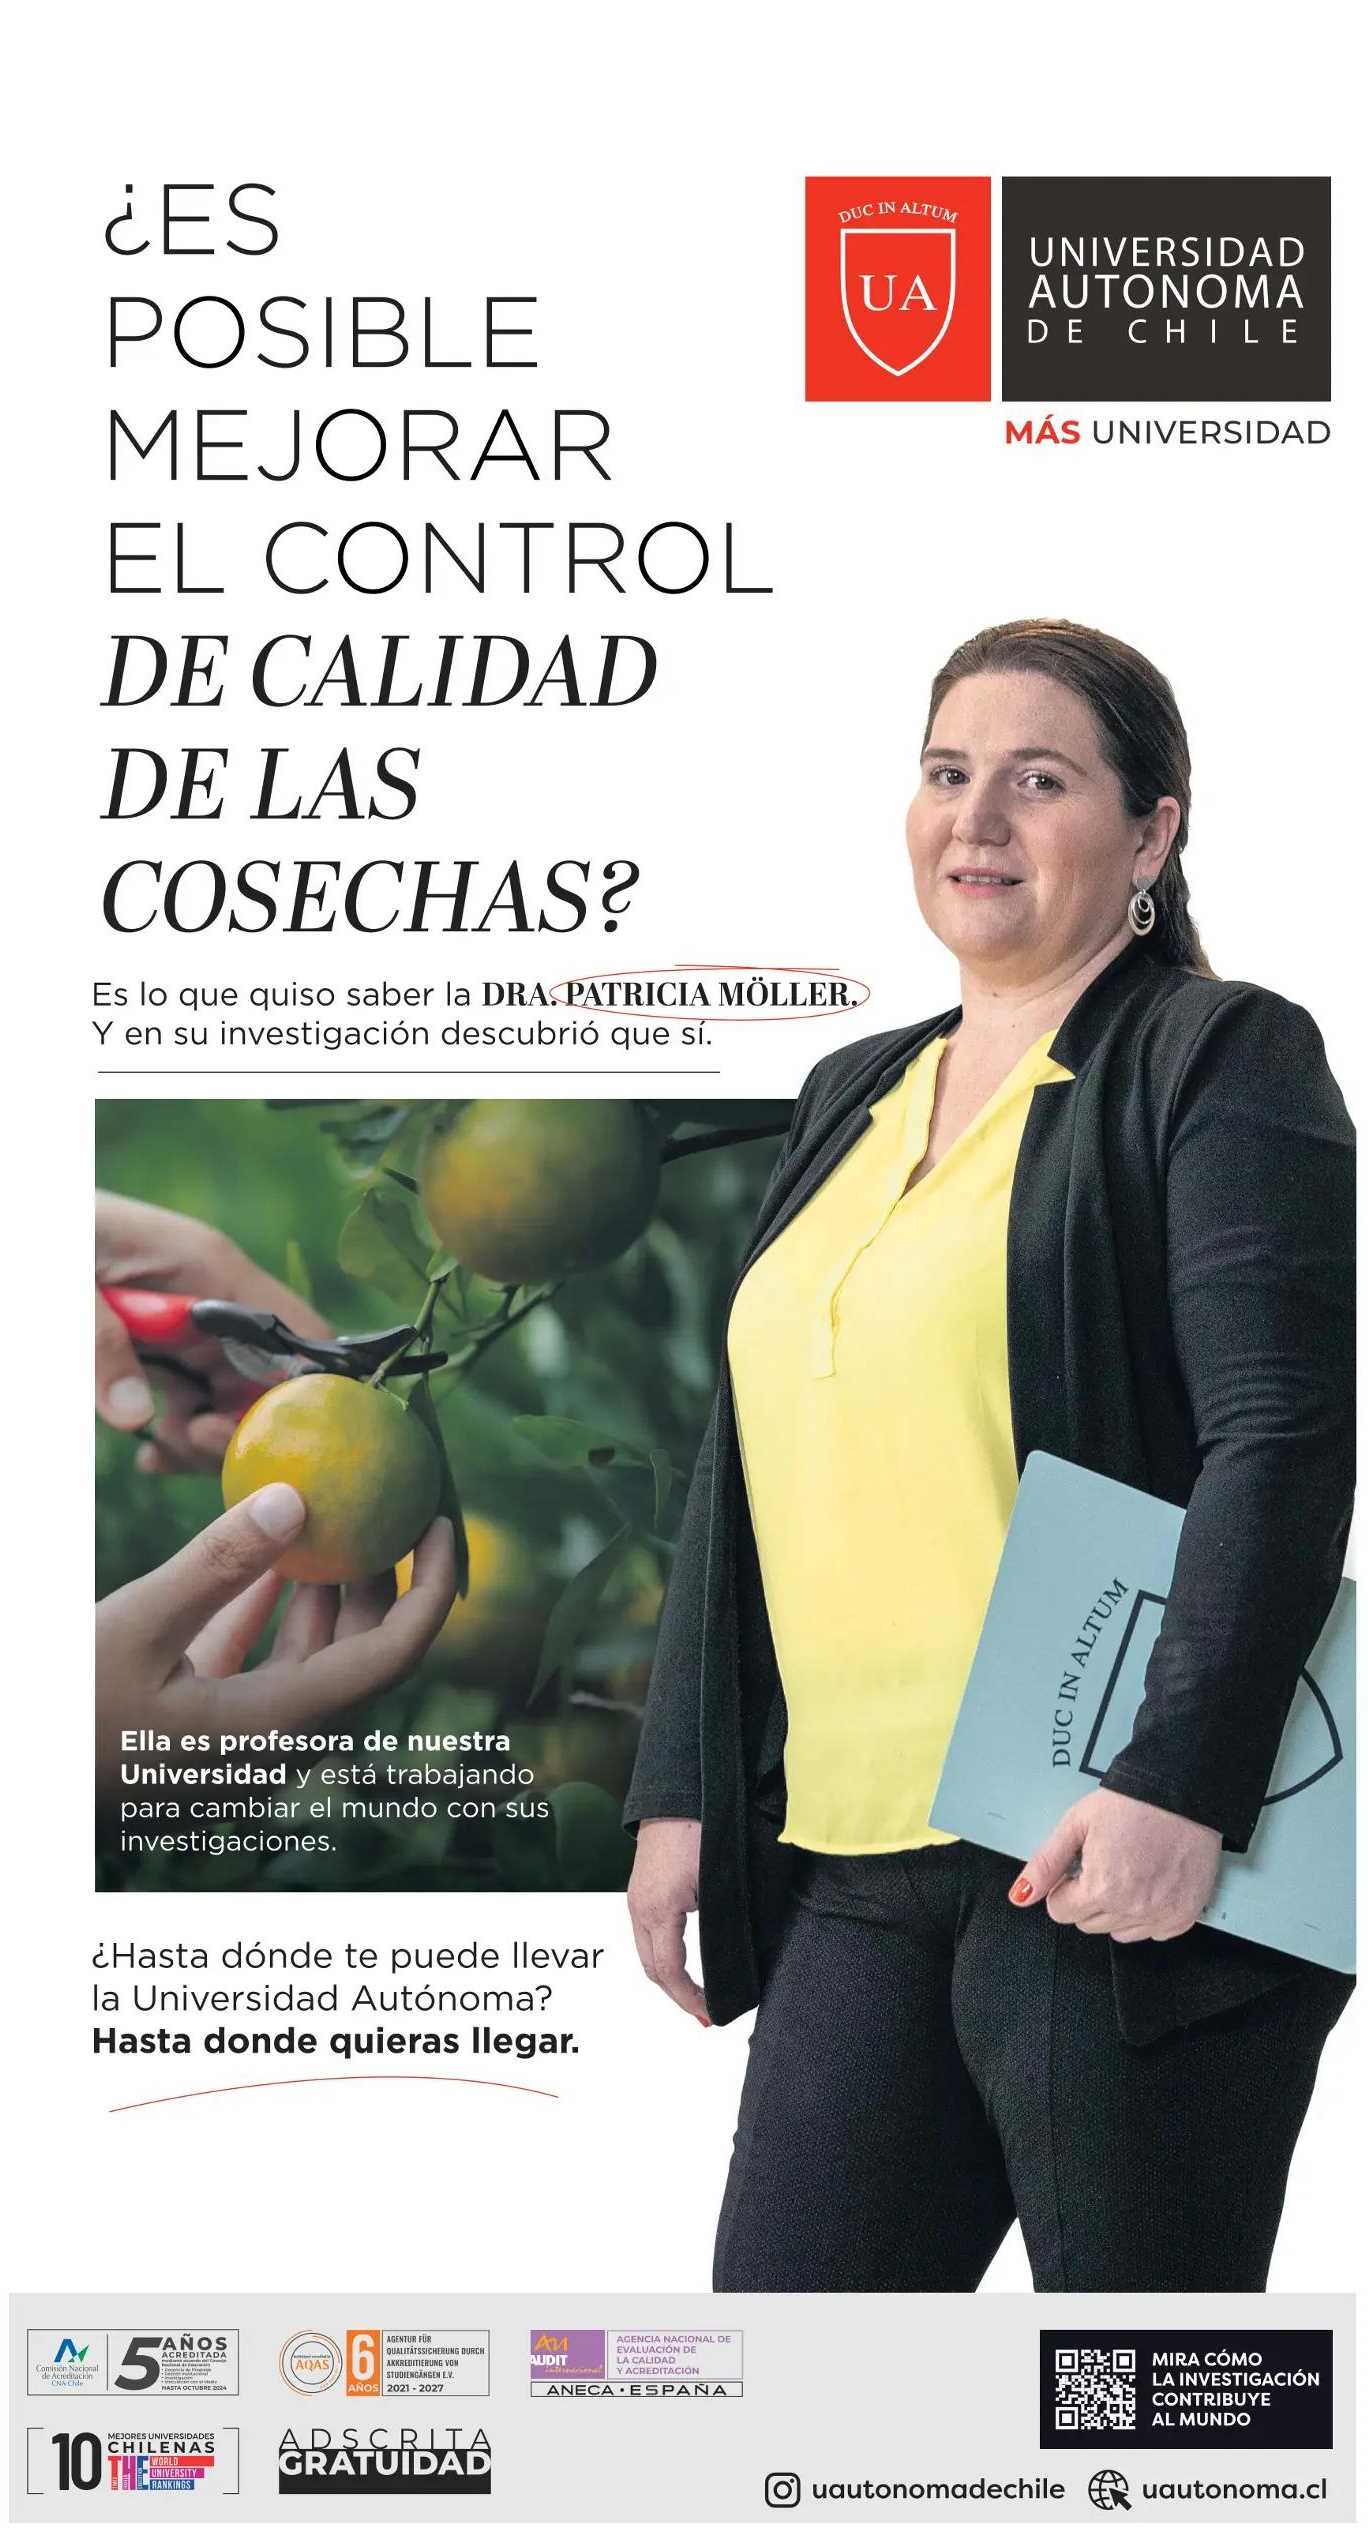 ¿ES
POSIBLE
MEJORAR
EL CONTROL
DE CALIDAD
DE LAS
COSECHAS?
DUC IN ALTUM
UA
UNIVERSIDAD
AUTONOMA
DE CHILE
MÁS UNIVERSIDAD
Es lo que quiso saber la DRA. PATRICIA MÖLLER.
Y en su investigación descubrió que sí.
Ella es profesora de nuestra
Universidad y está trabajando
para cambiar el mundo con sus
investigaciones.
DUC IN ALTUM
¿Hasta dónde te puede llevar
la Universidad Autónoma?
Hasta donde quieras llegar.
Comisión Nacional
de Acreditación
CNA-Chile
5 AÑOS
ACREDITADA
HASTA OCTUBRE 2024
AQAS
6
AÑOS
AGENTUR FÜR
QUALITÄTSSICHERUNG DURCH
AKKREDITIERUNG VON
STUDIENGÄNGEN E.V.
2021 - 2027
AUDIT
internacional
AGENCIA NACIONAL DE
EVALUACIÓN DE
LA CALIDAD
Y ACREDITACIÓN
ANECA • ESPAÑA
10
MEJORES UNIVERSIDADES
CHILENAS
THE
WORLD
UNIVERSITY
RANKINGS
ADSCRITA
GRATUIDAD
MIRA CÓMO
LA INVESTIGACIÓN
CONTRIBUYE
AL MUNDO
uautonomadechile
uautonoma.cl